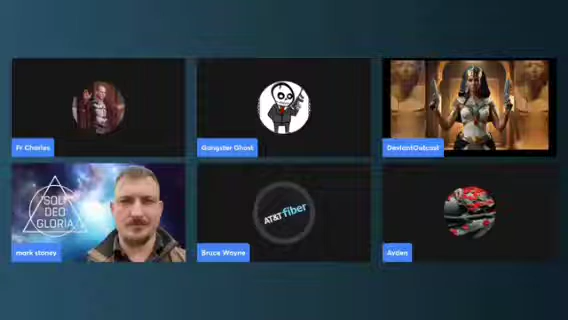 Fr Charles
Gangster Ghost
DeviantOutcast
SOLI
DEO
GLORIA
mark stoney
AT&T fiber
Bruce Wayne
Ayden